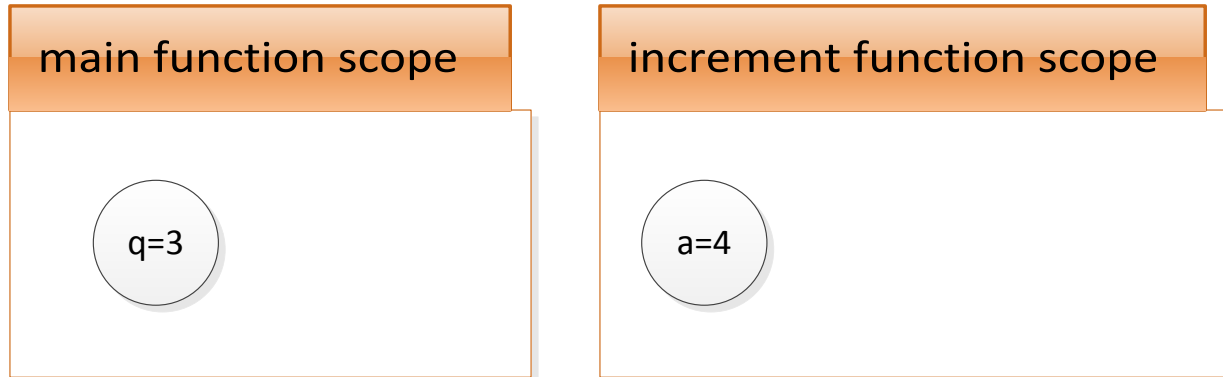 main function scope
increment function scope
q=3
a=4